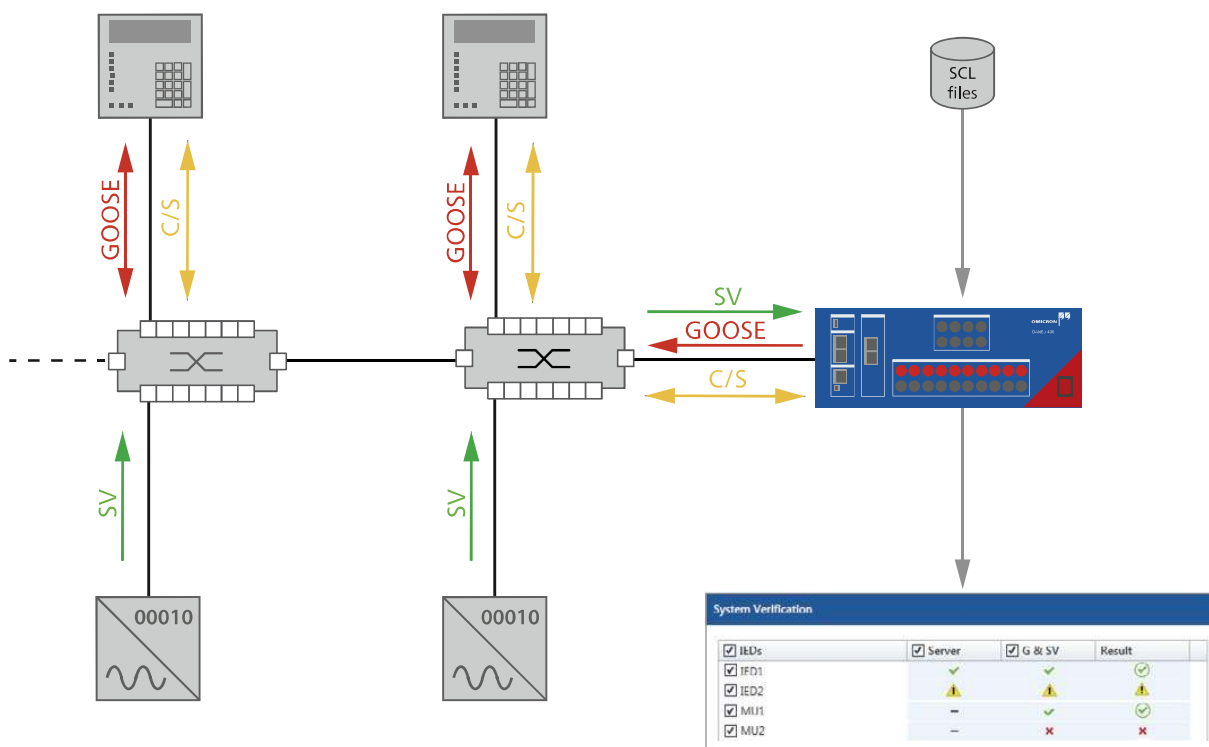 SCL
files
GOOSE
C/S
GOOSE
C/S
SV
GOOSE
C/S
OMICRON
SV
SV
00010
00010
System Verification
IEDs Server G & SV Result
IED1
IED2
MU1
MU2